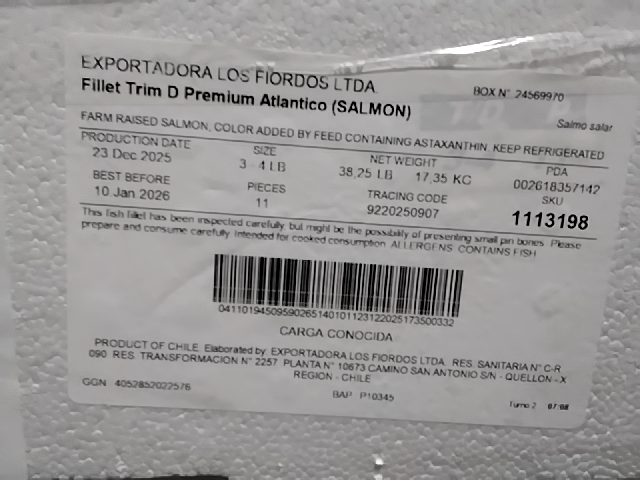 EXPORTADORA LOS FIORDOS LTDA.
BOX N° 24569970
Fillet Trim D Premium Atlantico (SALMON)
Salmo salar
FARM RAISED SALMON, COLOR ADDED BY FEED CONTAINING ASTAXANTHIN. KEEP REFRIGERATED
PRODUCTION DATE SIZE NET WEIGHT PDA
23 Dec 2025 3 - 4 LB 38,25 LB 17,35 KG 002618357142
BEST BEFORE PIECES TRACING CODE SKU
10 Jan 2026 11 9220250907 1113198
This fish fillet has been inspected carefully, but might be the possibility of presenting small pin bones. Please
prepare and consume carefully. Intended for cooked consumption. ALLERGENS: CONTAINS FISH
CARGA CONOCIDA
PRODUCT OF CHILE. Elaborated by: EXPORTADORA LOS FIORDOS LTDA. RES. SANITARIA N° C-R
090 RES. TRANSFORMACION N° 2257 PLANTA N° 10673 CAMINO SAN ANTONIO S/N - QUELLON - X
REGION - CHILE
GGN: 4052852022576
BAP P10345
Turno 2 07:08